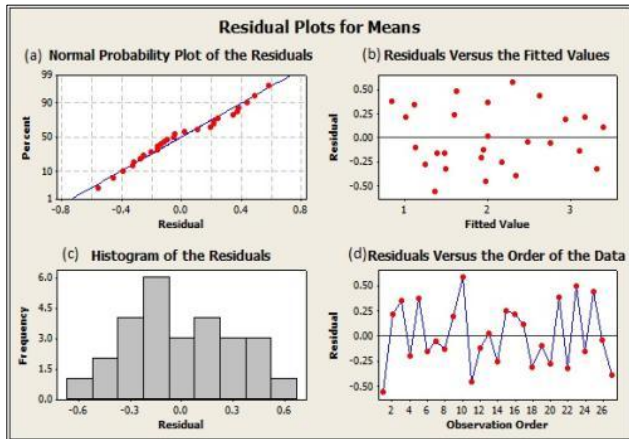 Residual Plots for Means
(a) Normal Probability Plot of the Residuals
99
90
50
10
1
Percent
-0.8 -0.4 0.0 0.4 0.8
Residual
(b) Residuals Versus the Fitted Values
0.50
0.25
0.00
-0.25
-0.50
Residual
1 2 3
Fitted Value
(c) Histogram of the Residuals
6.0
4.5
3.0
1.5
0.0
Frequency
-0.6 -0.3 0.0 0.3 0.6
Residual
(d) Residuals Versus the Order of the Data
0.50
0.25
0.00
-0.25
-0.50
Residual
2 4 6 8 10 12 14 16 18 20 22 24 26
Observation Order